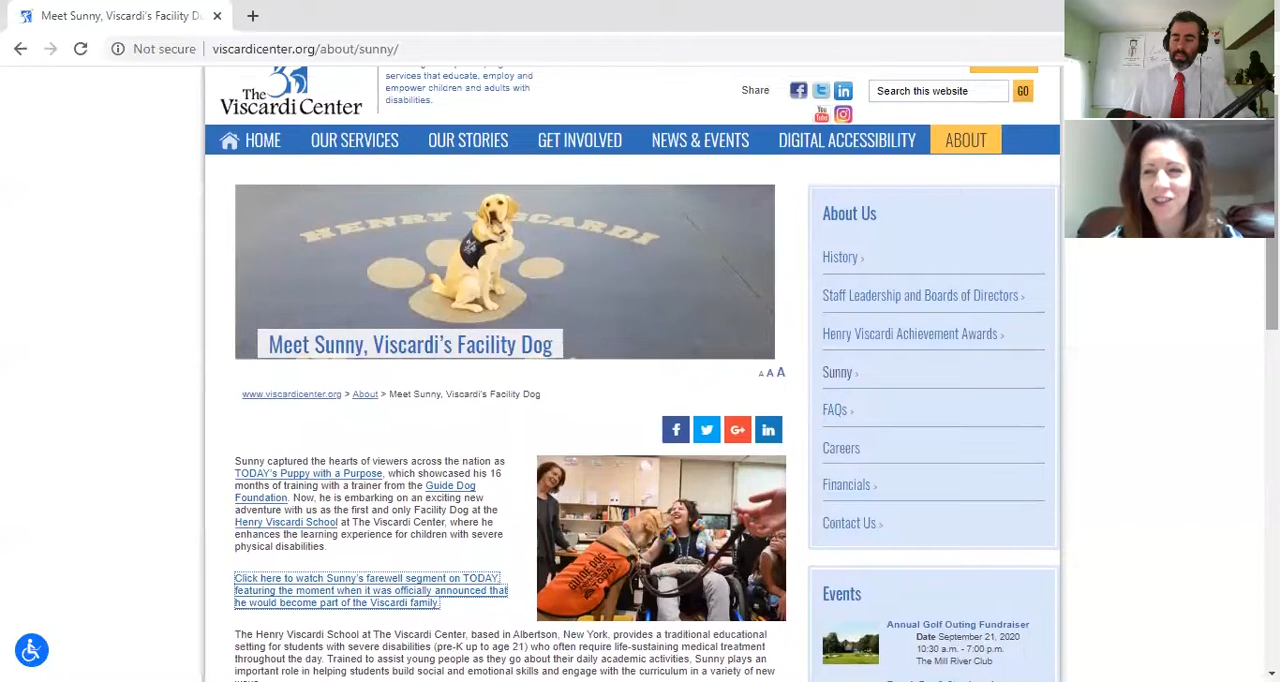 Meet Sunny, Viscardi's Facility D
Not secure
viscardicenter.org/about/sunny/
The
Viscardi Center
services that educate, employ and
empower children and adults with
disabilities.
Share
Search this website
GO
HOME
OUR SERVICES
OUR STORIES
GET INVOLVED
NEWS & EVENTS
DIGITAL ACCESSIBILITY
ABOUT
HENRY VISCARDI
Meet Sunny, Viscardi's Facility Dog
A A A
www.viscardicenter.org > About > Meet Sunny, Viscardi's Facility Dog
Sunny captured the hearts of viewers across the nation as
TODAY's Puppy with a Purpose, which showcased his 16
months of training with a trainer from the Guide Dog
Foundation. Now, he is embarking on an exciting new
adventure with us as the first and only Facility Dog at the
Henry Viscardi School at The Viscardi Center, where he
enhances the learning experience for children with severe
physical disabilities.
Click here to watch Sunny's farewell segment on TODAY,
featuring the moment when it was officially announced that
he would become part of the Viscardi family.
GUIDE DOG
TODAY
The Henry Viscardi School at The Viscardi Center, based in Albertson, New York, provides a traditional educational
setting for students with severe disabilities (pre-K up to age 21) who often require life-sustaining medical treatment
throughout the day. Trained to assist young people as they go about their daily academic activities, Sunny plays an
important role in helping students build social and emotional skills and engage with the curriculum in a variety of new
About Us
History ›
Staff Leadership and Boards of Directors ›
Henry Viscardi Achievement Awards ›
Sunny ›
FAQs ›
Careers
Financials ›
Contact Us ›
Events
Annual Golf Outing Fundraiser
Date September 21, 2020
10:30 a.m. - 7:00 p.m.
The Mill River Club